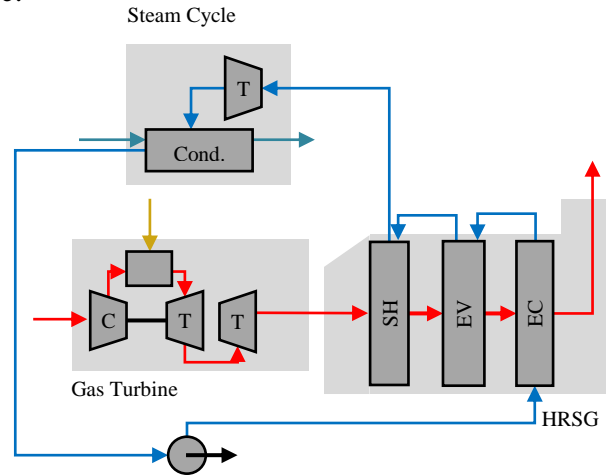 Steam Cycle
T
Cond.
SH
EV
EC
C
T
T
Gas Turbine
HRSG